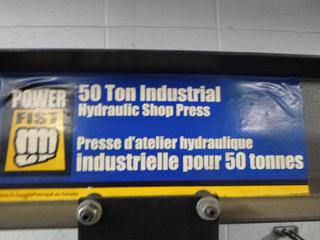 POWER
FIST
50 Ton Industrial
Hydraulic Shop Press
Presse d'atelier hydraulique
industrielle pour 50 tonnes